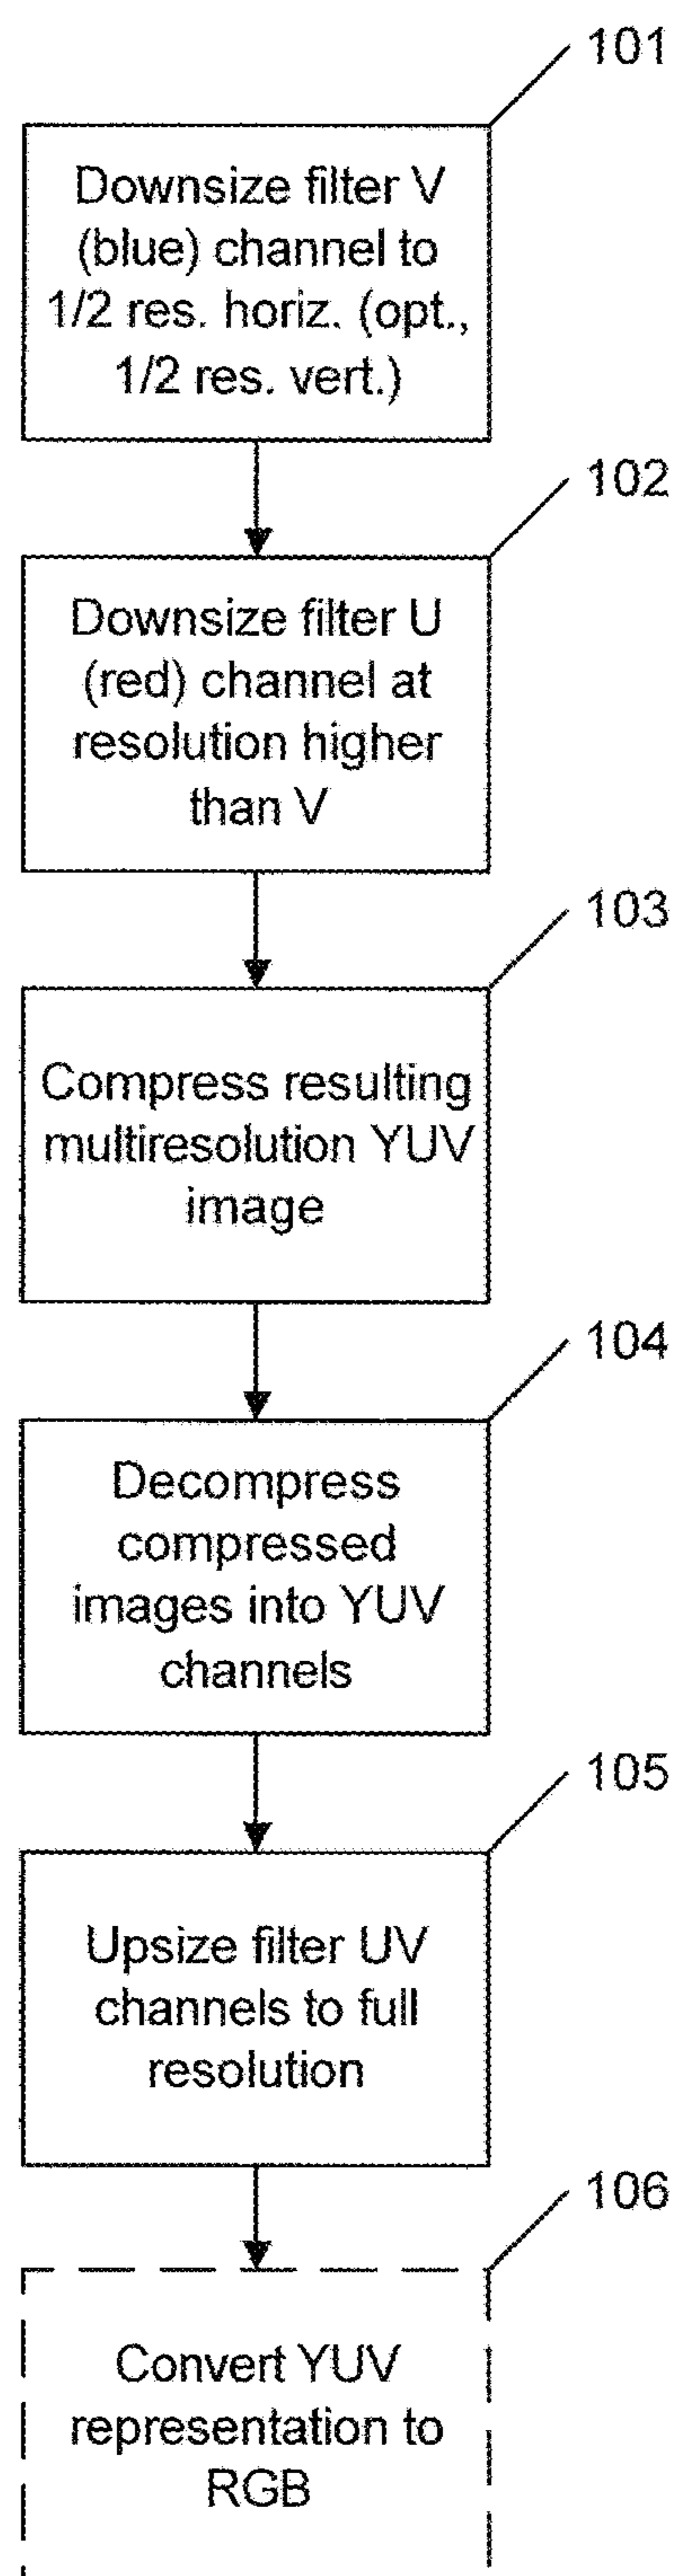 101
Downsize filter V
(blue) channel to
1/2 res. horiz. (opt.,
1/2 res. vert.)
102
Downsize filter U
(red) channel at
resolution higher
than V
103
Compress resulting
multiresolution YUV
image
104
Decompress
compressed
images into YUV
channels
105
Upsize filter UV
channels to full
resolution
106
Convert YUV
representation to
RGB